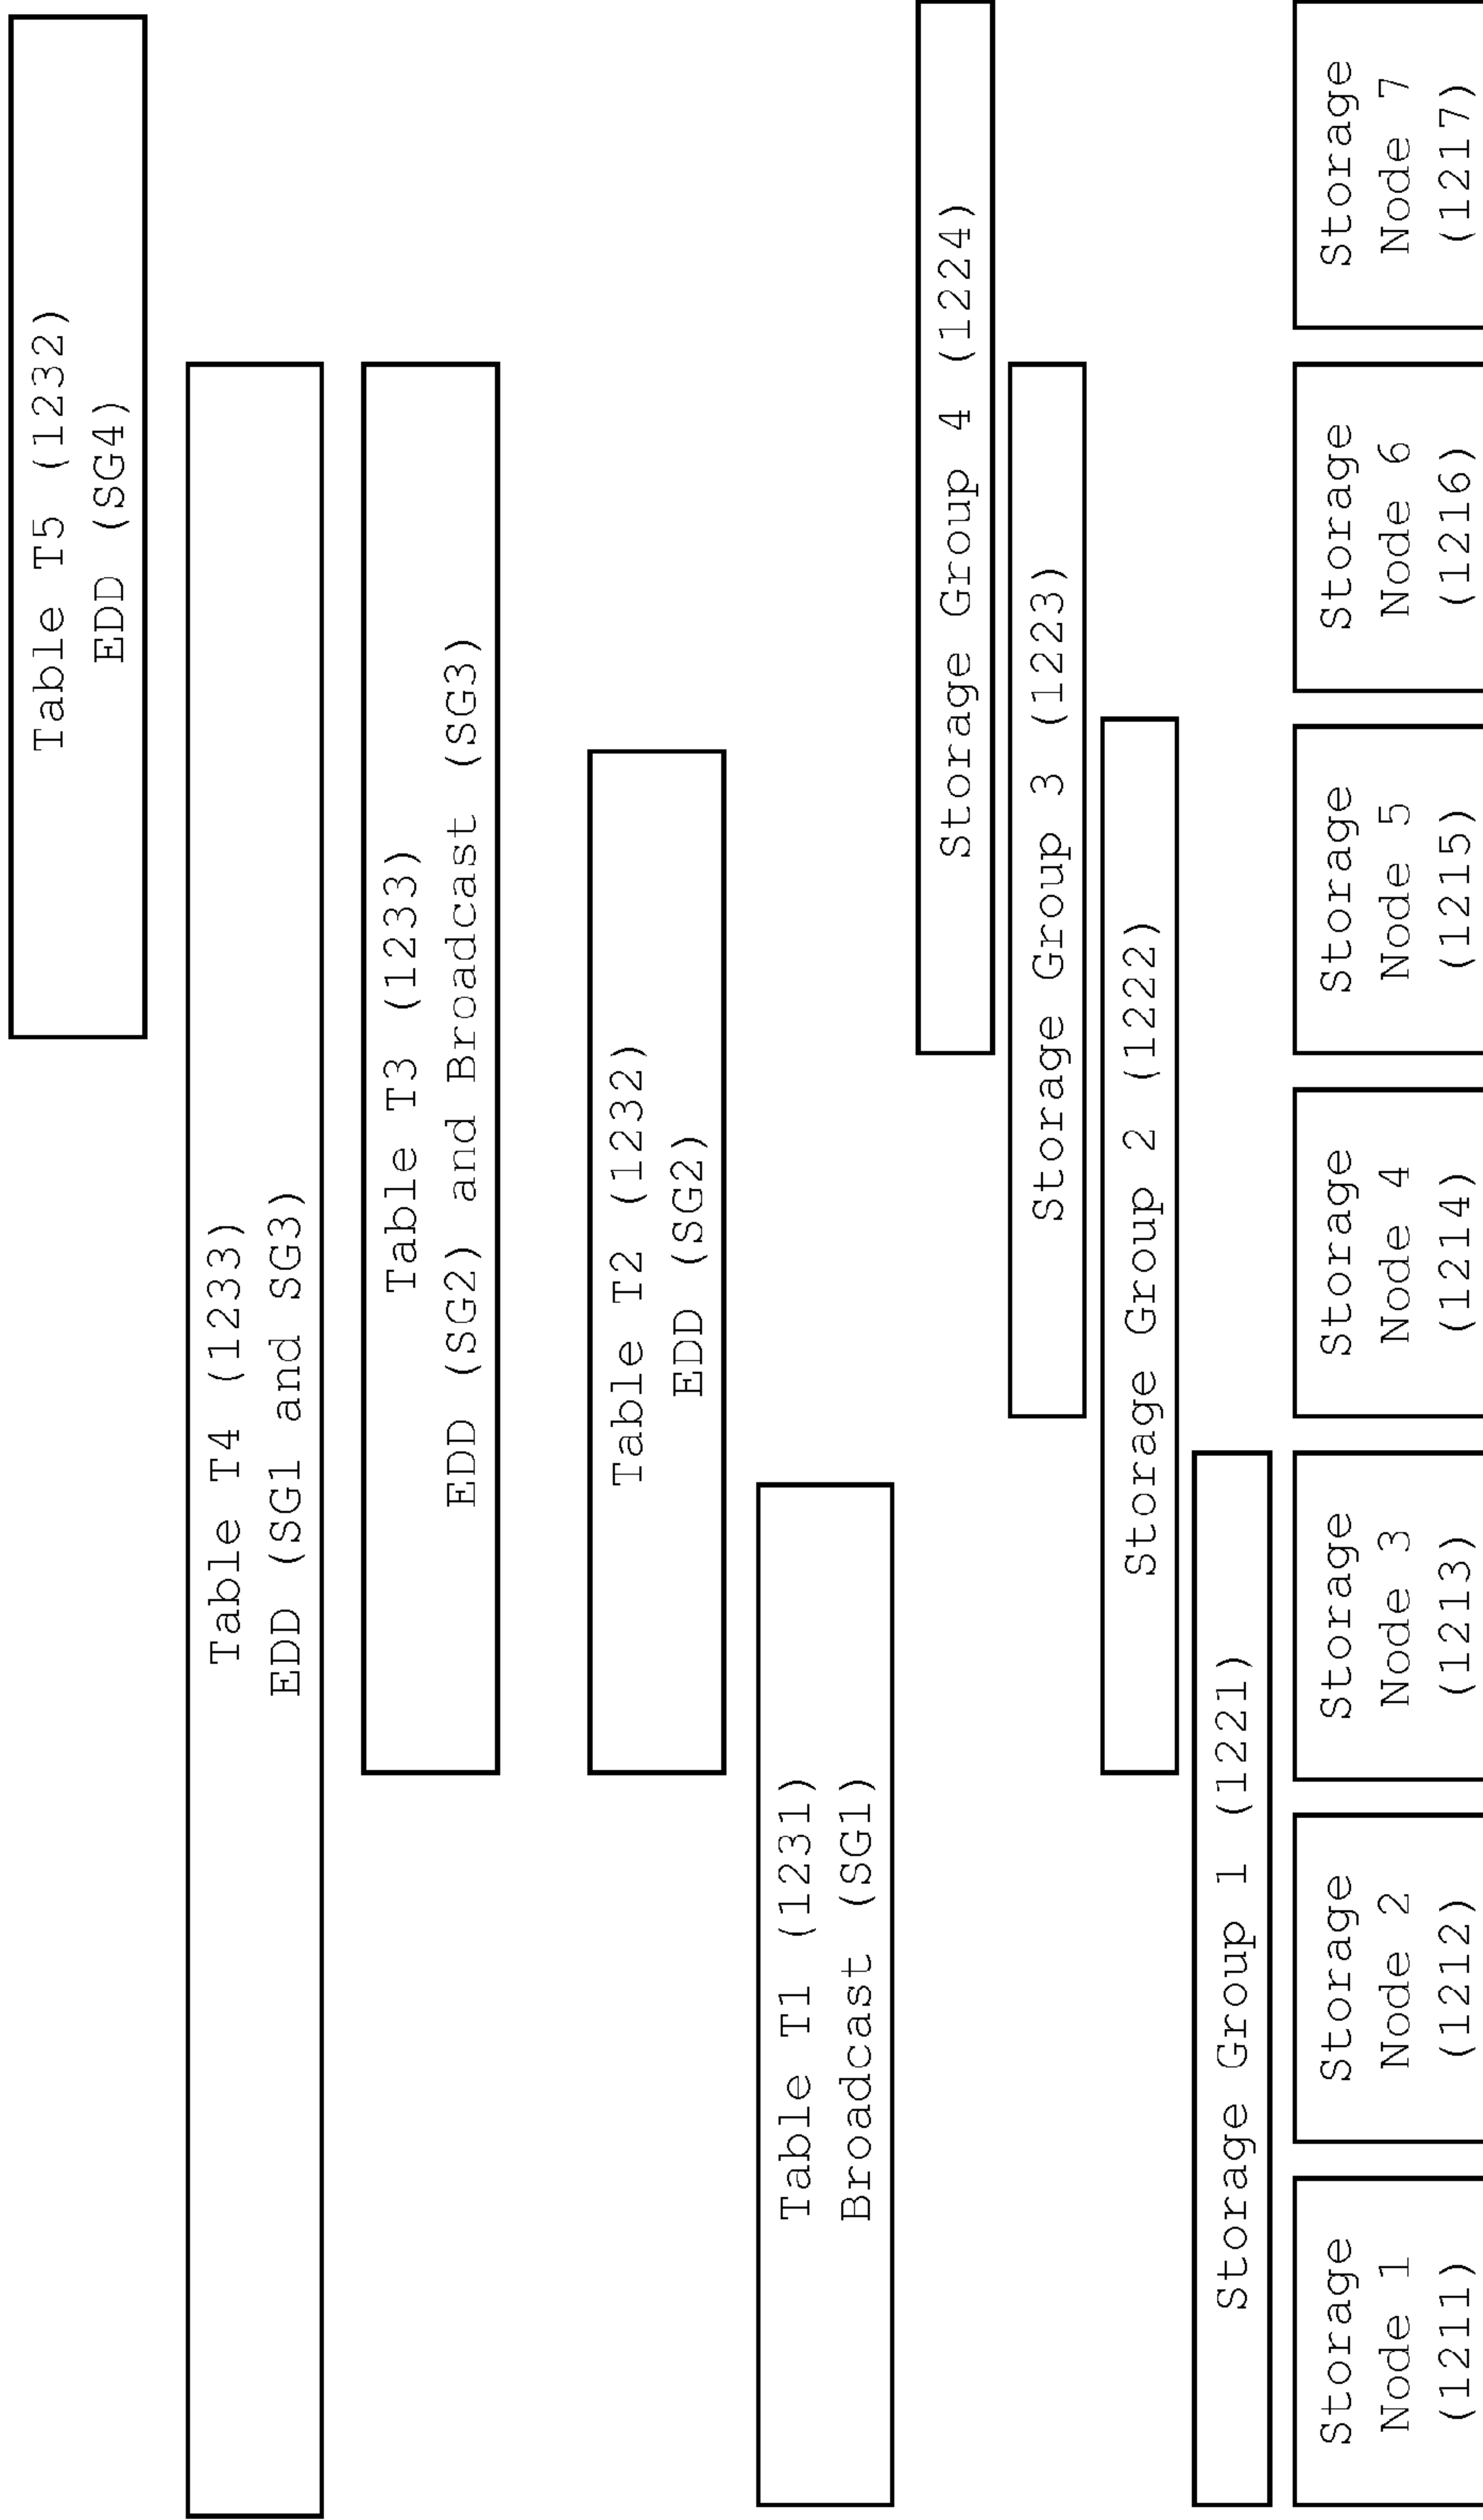 Table T5 (1232)
EDD (SG4)
Table T4 (1233)
EDD (SG1 and SG3)
Table T3 (1233)
EDD (SG2) and Broadcast (SG3)
Table T2 (1232)
EDD (SG2)
Table T1 (1231)
Broadcast (SG1)
Storage Group 4 (1224)
Storage Group 3 (1223)
Storage Group 2 (1222)
Storage Group 1 (1221)
Storage
Node 1
(1211)
Storage
Node 2
(1212)
Storage
Node 3
(1213)
Storage
Node 4
(1214)
Storage
Node 5
(1215)
Storage
Node 6
(1216)
Storage
Node 7
(1217)